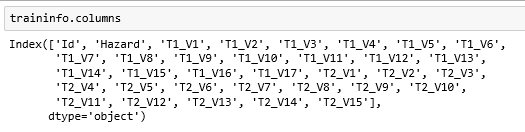 traininfo.columns
Index(['Id', 'Hazard', 'T1_V1', 'T1_V2', 'T1_V3', 'T1_V4', 'T1_V5', 'T1_V6',
'T1_V7', 'T1_V8', 'T1_V9', 'T1_V10', 'T1_V11', 'T1_V12', 'T1_V13',
'T1_V14', 'T1_V15', 'T1_V16', 'T1_V17', 'T2_V1', 'T2_V2', 'T2_V3',
'T2_V4', 'T2_V5', 'T2_V6', 'T2_V7', 'T2_V8', 'T2_V9', 'T2_V10',
'T2_V11', 'T2_V12', 'T2_V13', 'T2_V14', 'T2_V15'],
dtype='object')